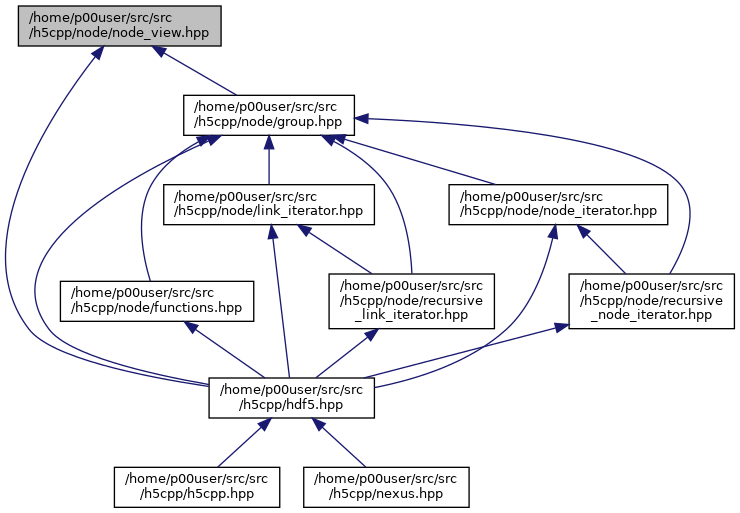 /home/p00user/src/src
/h5cpp/node/node_view.hpp
/home/p00user/src/src
/h5cpp/node/group.hpp
/home/p00user/src/src
/h5cpp/node/link_iterator.hpp
/home/p00user/src/src
/h5cpp/node/node_iterator.hpp
/home/p00user/src/src
/h5cpp/node/functions.hpp
/home/p00user/src/src
/h5cpp/node/recursive
_link_iterator.hpp
/home/p00user/src/src
/h5cpp/node/recursive
_node_iterator.hpp
/home/p00user/src/src
/h5cpp/hdf5.hpp
/home/p00user/src/src
/h5cpp/h5cpp.hpp
/home/p00user/src/src
/h5cpp/nexus.hpp